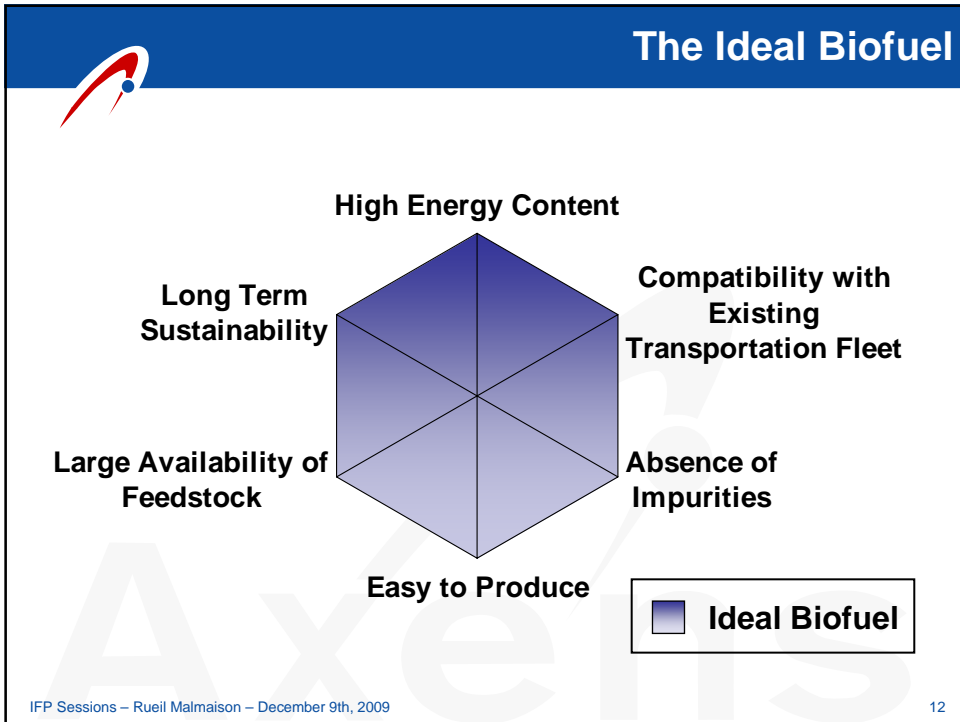 The Ideal Biofuel
High Energy Content
Compatibility with
Existing
Transportation Fleet
Long Term
Sustainability
Large Availability of
Feedstock
Absence of
Impurities
Easy to Produce
Ideal Biofuel
Axens
IFP Sessions – Rueil Malmaison – December 9th, 2009
12